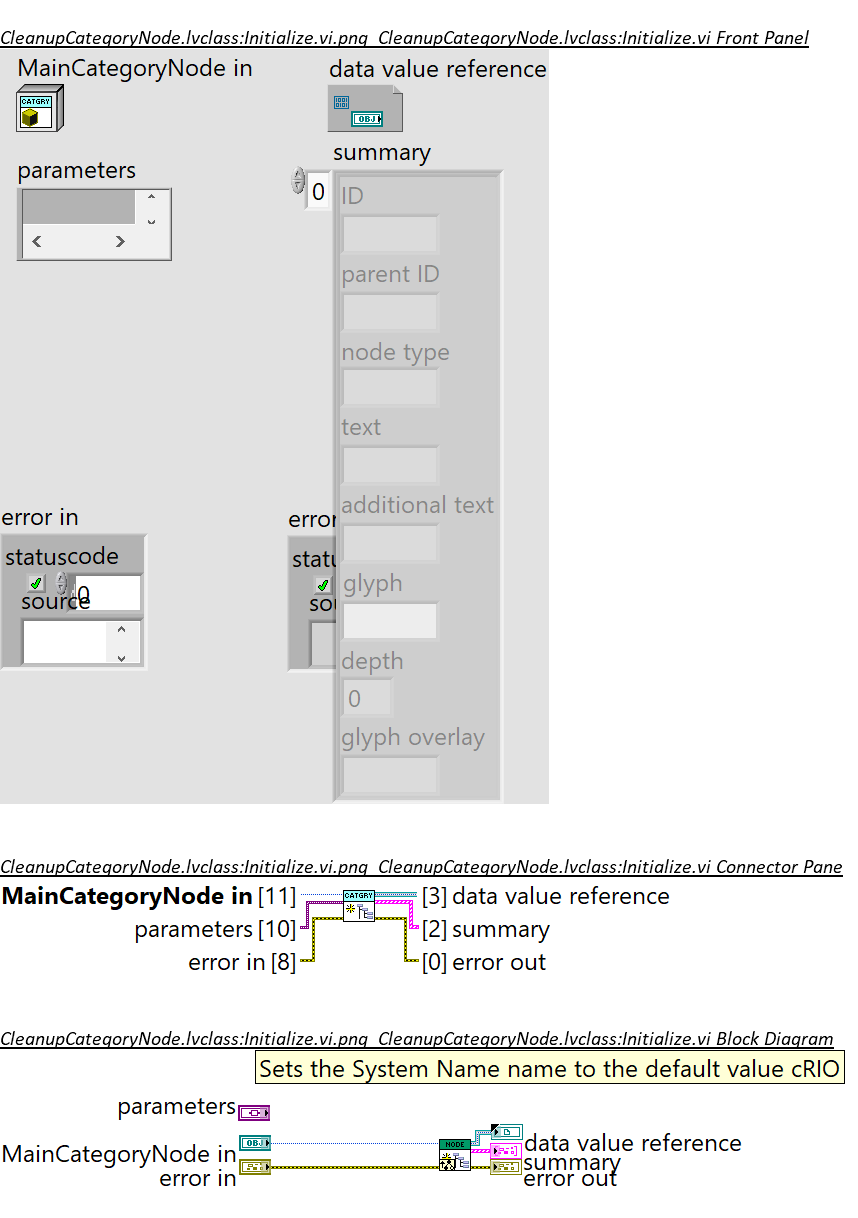 CleanupCategoryNode.lvclass:Initialize.vi.png CleanupCategoryNode.lvclass:Initialize.vi Front Panel
MainCategoryNode in
data value reference
CATGRY
OBJ
summary
parameters
0
ID
parent ID
node type
text
additional text
error in
error
status code
statu
glyph
0
source
sou
depth
0
glyph overlay
CleanupCategoryNode.lvclass:Initialize.vi.png CleanupCategoryNode.lvclass:Initialize.vi Connector Pane
MainCategoryNode in [11]
CATGRY
[3] data value reference
parameters [10]
[2] summary
error in [8]
[0] error out
CleanupCategoryNode.lvclass:Initialize.vi.png CleanupCategoryNode.lvclass:Initialize.vi Block Diagram
Sets the System Name name to the default value cRIO
parameters
MainCategoryNode in
OBJ
NODE
data value reference
summary
error in
error out